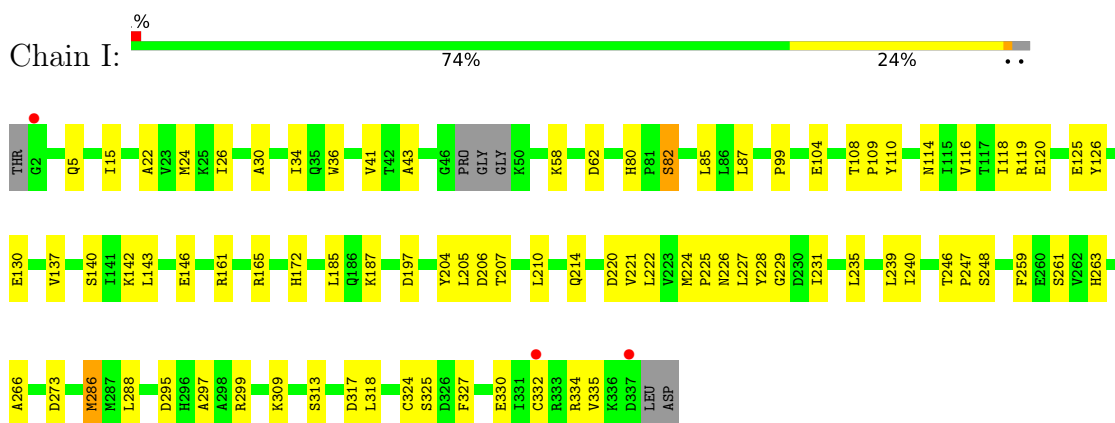 .%
Chain I:
74% 24% • •
THR G2 Q5 I15 A22 V23 M24 K25 I26 A30 I34 Q35 W36 V41 T42 A43 G46 PRO GLY GLY K50 K58 D62 H80 P81 S82 L85 L86 L87 P99 E104 T108 P109 Y110 N114 I115 V116 T117 I118 R119 E120 E125 Y126
E130 V137 S140 I141 K142 L143 E146 R161 R165 H172 L185 Q186 K187 D197 Y204 L205 D206 T207 L210 Q214 D220 V221 L222 V223 M224 P225 N226 L227 Y228 G229 D230 I231 L235 L239 I240 T246 P247 S248 F259 E260 S261 V262 H263
A266 D273 M286 M287 L288 D295 H296 A297 A298 R299 K309 S313 D317 L318 C324 S325 D326 F327 E330 I331 C332 R333 R334 V335 K336 D337 LEU ASP